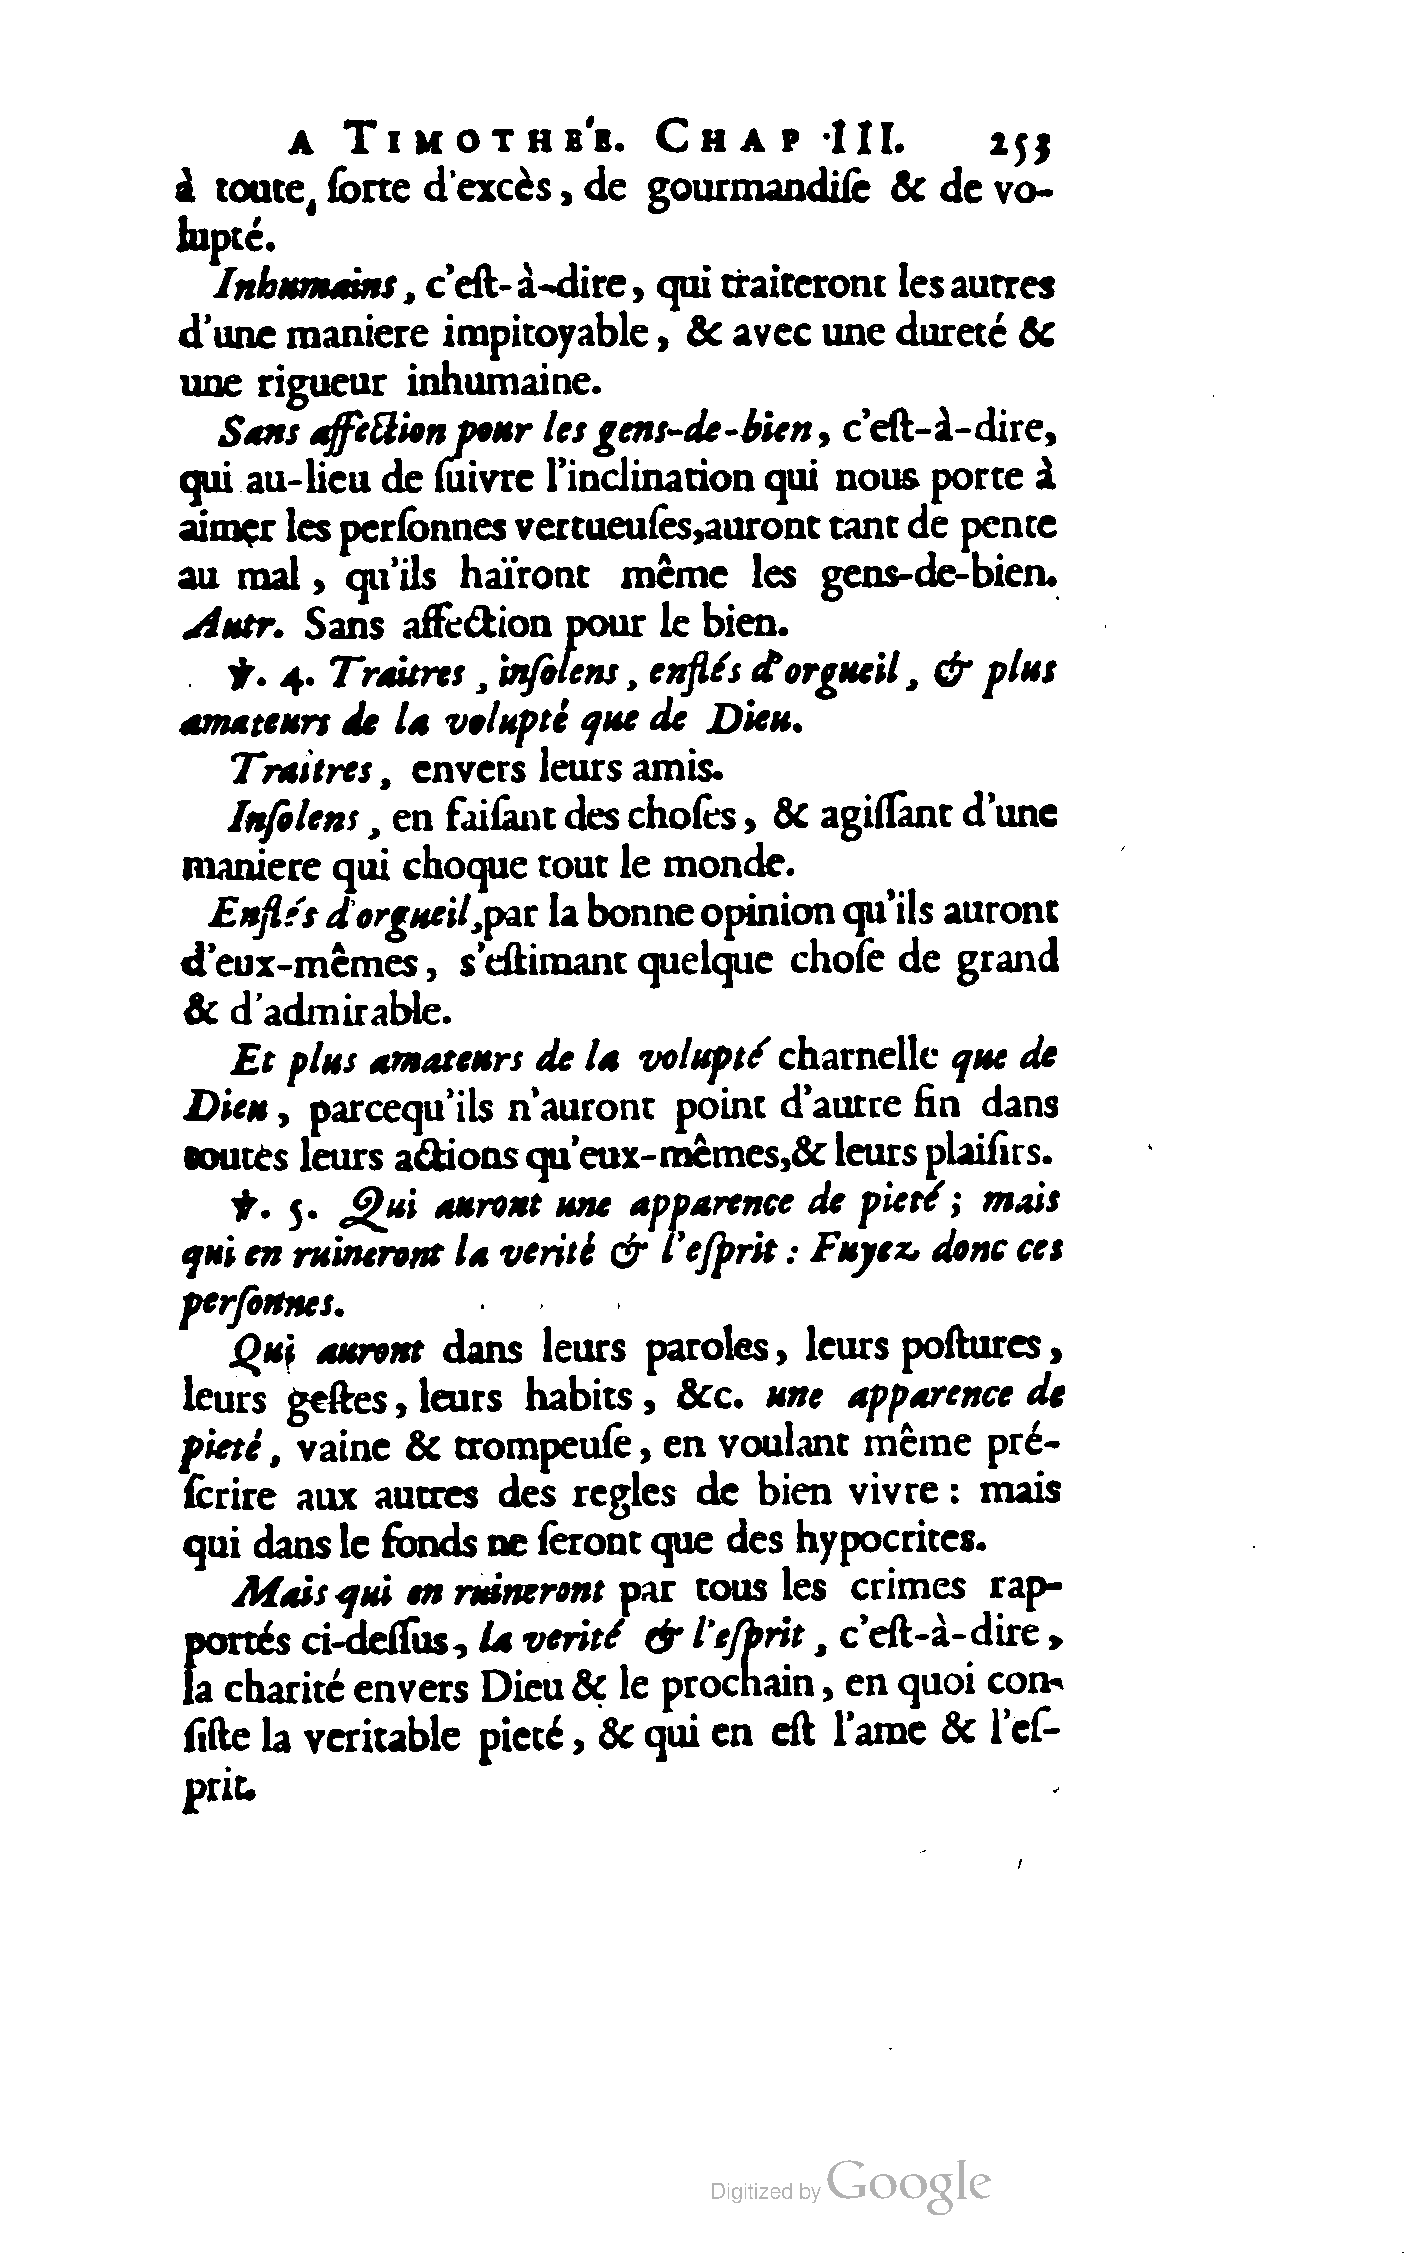 A TIMOTHE'E. CHAP III. 253
à toute ſorte d'excès, de gourmandiſe & de vo-
lupté.
Inhumains, c'eſt-à-dire, qui traiteront les autres
d'une maniere impitoyable, & avec une dureté &
une rigueur inhumaine.
Sans affection pour les gens-de-bien, c'eſt-à-dire,
qui au-lieu de ſuivre l'inclination qui nous porte à
aimer les perſonnes vertueuſes, auront tant de pente
au mal, qu'ils haïront même les gens-de-bien.
Autr. Sans affection pour le bien.
℣. 4. Traitres, inſolens, enflés d'orgueil, & plus
amateurs de la volupté que de Dieu.
Traitres, envers leurs amis.
Inſolens, en faiſant des choſes, & agiſſant d'une
maniere qui choque tout le monde.
Enflés d'orgueil, par la bonne opinion qu'ils auront
d'eux-mêmes, s'eſtimant quelque choſe de grand
& d'admirable.
Et plus amateurs de la volupté charnelle que de
Dieu, parcequ'ils n'auront point d'autre fin dans
toutes leurs actions qu'eux-mêmes, & leurs plaiſirs.
℣. 5. Qui auront une apparence de pieté; mais
qui en ruineront la verité & l'eſprit : Fuyez donc ces
perſonnes.
Qui auront dans leurs paroles, leurs poſtures,
leurs geſtes, leurs habits, &c. une apparence de
pieté, vaine & trompeuſe, en voulant même pré-
ſcrire aux autres des regles de bien vivre : mais
qui dans le fonds ne ſeront que des hypocrites.
Mais qui en ruineront par tous les crimes rap-
portés ci-deſſus, la verité & l'eſprit, c'eſt-à-dire,
la charité envers Dieu & le prochain, en quoi con-
ſiſte la veritable pieté, & qui en eſt l'ame & l'eſ-
prit.
Digitized by Google